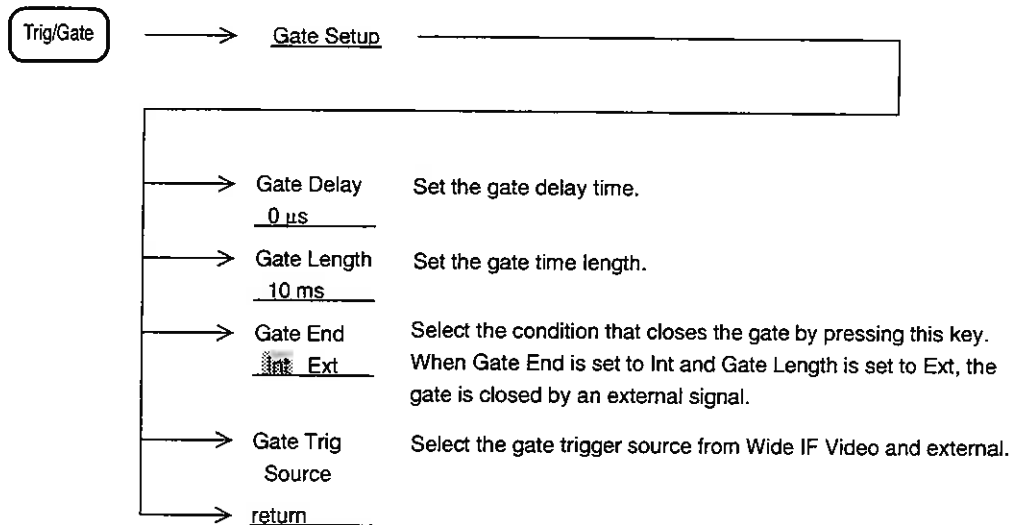 Trig/Gate
Gate Setup
Gate Delay Set the gate delay time.
0 µs
Gate Length Set the gate time length.
10 ms
Gate End Select the condition that closes the gate by pressing this key.
Int Ext When Gate End is set to Int and Gate Length is set to Ext, the
gate is closed by an external signal.
Gate Trig Select the gate trigger source from Wide IF Video and external.
Source
return